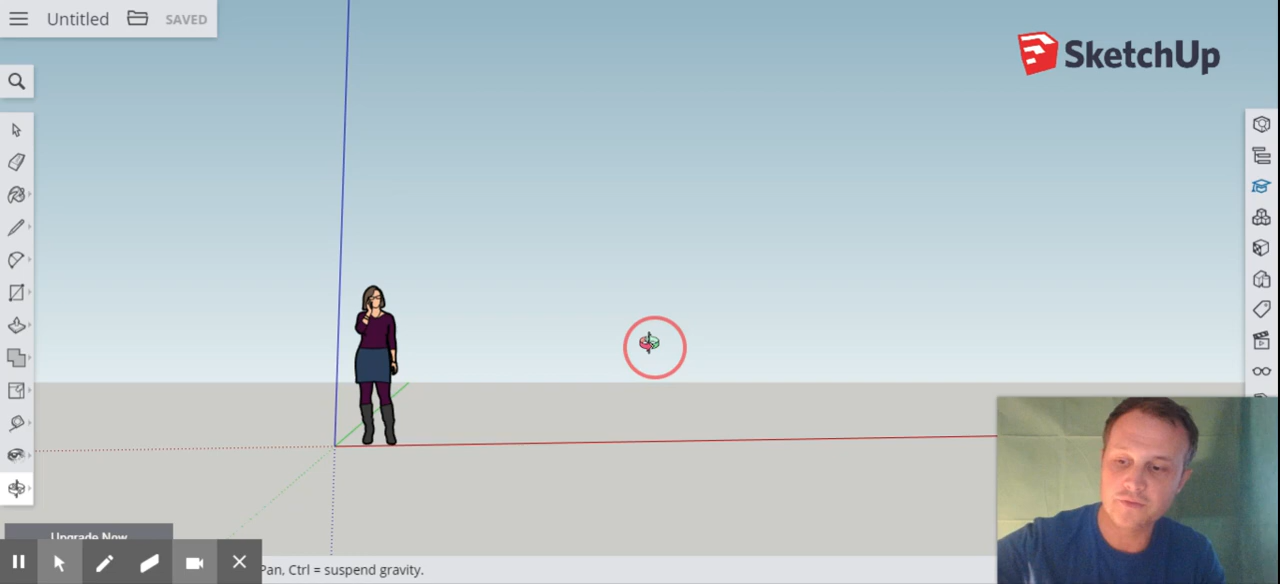 Untitled SAVED
SketchUp
Upgrade Now
Pan, Ctrl = suspend gravity.